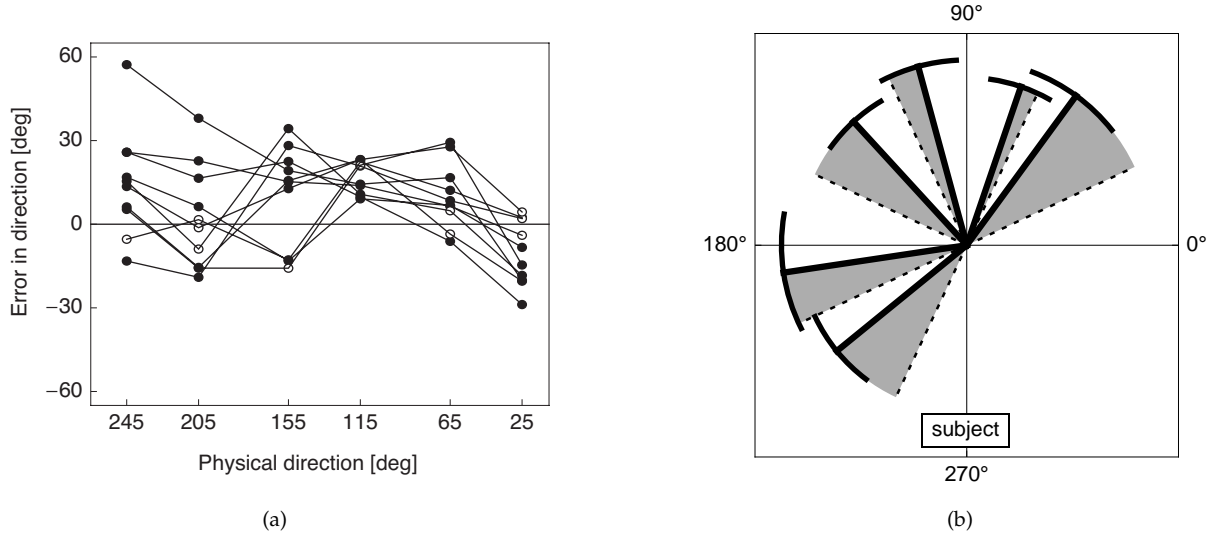 60
30
0
−30
−60
Error in direction [deg]
245 205 155 115 65 25
Physical direction [deg]
(a)
90°
180°
0°
subject
270°
(b)